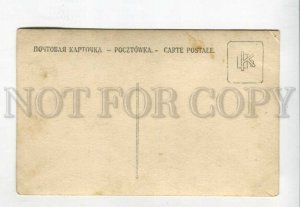 ПОЧТОВАЯ КАРТОЧКА. – POCZTÓWKA. – CARTE POSTALE.
NOT FOR COPY